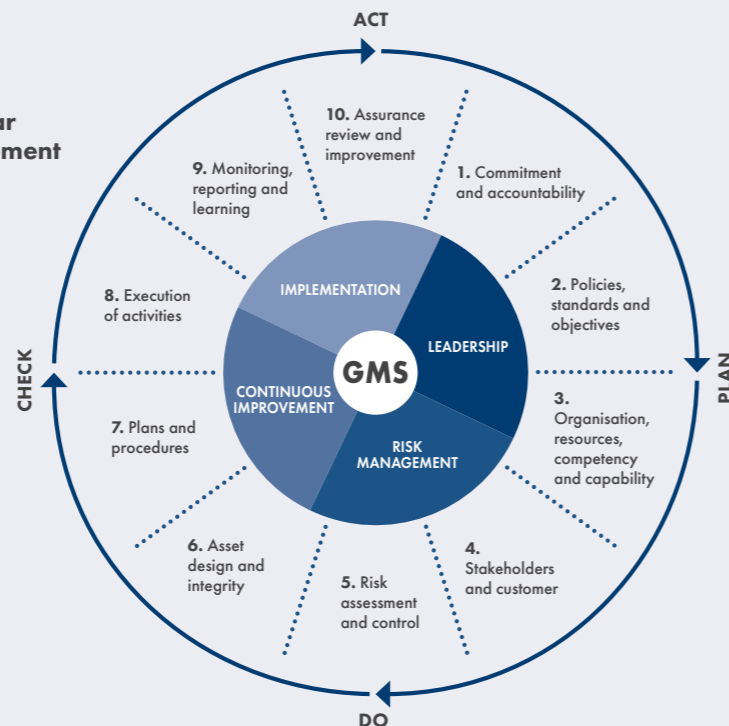 ACT
ar
ement
10. Assurance
review and
improvement
1. Commitment
and accountability
2. Policies,
standards and
objectives
PLAN
3.
Organisation,
resources,
competency
and capability
4.
Stakeholders
and customer
5. Risk
assessment
and control
DO
6. Asset
design and
integrity
7. Plans and
procedures
CHECK
8. Execution
of activities
9. Monitoring,
reporting and
learning
IMPLEMENTATION
LEADERSHIP
GMS
CONTINUOUS
IMPROVEMENT
RISK
MANAGEMENT